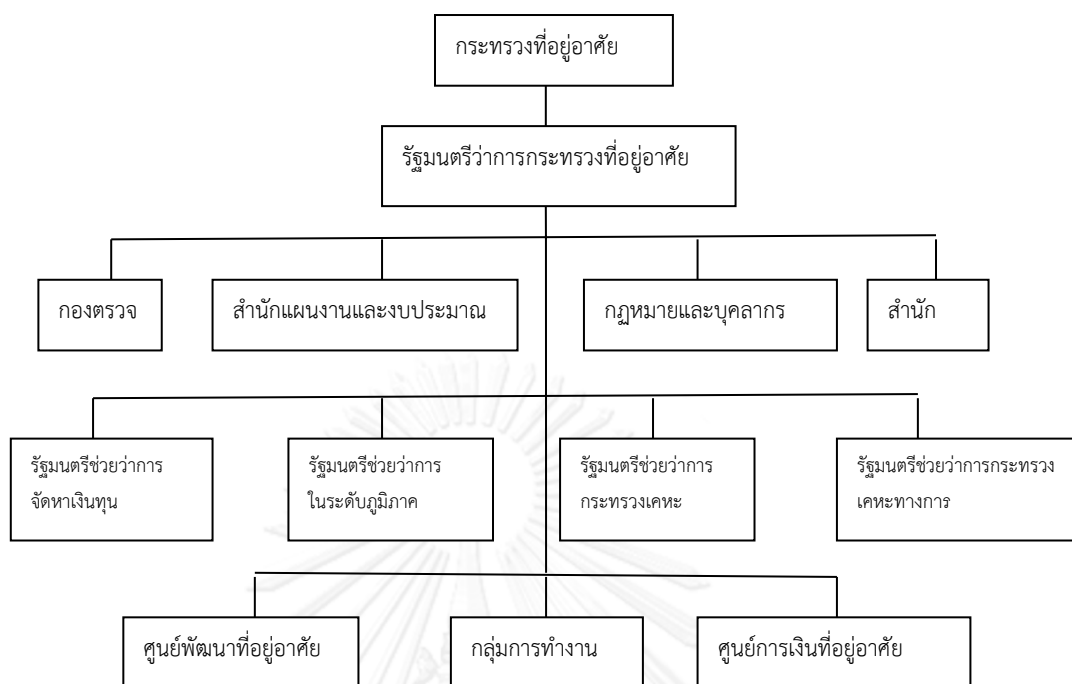 กระทรวงที่อยู่อาศัย
รัฐมนตรีว่าการกระทรวงที่อยู่อาศัย
กองตรวจ
สำนักแผนงานและงบประมาณ
กฎหมายและบุคลากร
สำนัก
รัฐมนตรีช่วยว่าการ
จัดหาเงินทุน
รัฐมนตรีช่วยว่าการ
ในระดับภูมิภาค
รัฐมนตรีช่วยว่าการ
กระทรวงเคหะ
รัฐมนตรีช่วยว่าการกระทรวง
เคหะทางการ
ศูนย์พัฒนาที่อยู่อาศัย
กลุ่มการทำงาน
ศูนย์การเงินที่อยู่อาศัย